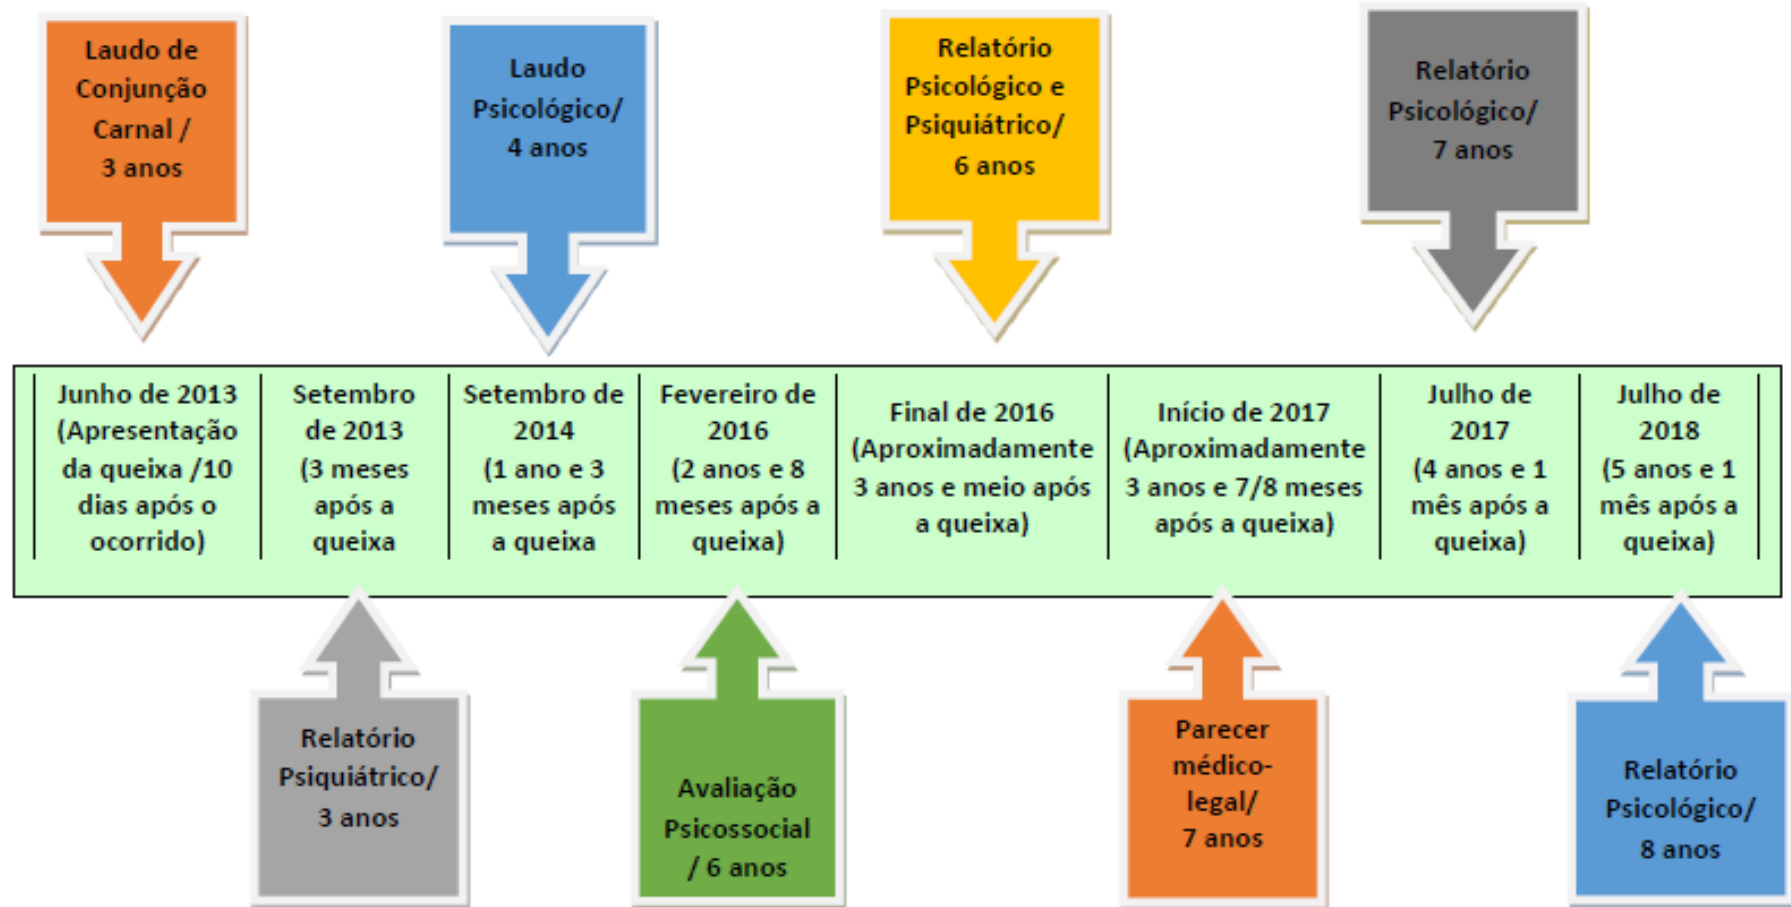 Laudo de
Conjunção
Carnal /
3 anos
Laudo
Psicológico/
4 anos
Relatório
Psicológico e
Psiquiátrico/
6 anos
Relatório
Psicológico/
7 anos
Junho de 2013
(Apresentação
da queixa /10
dias após o
ocorrido)
Setembro
de 2013
(3 meses
após a
queixa
Setembro de
2014
(1 ano e 3
meses após
a queixa
Fevereiro de
2016
(2 anos e 8
meses após a
queixa)
Final de 2016
(Aproximadamente
3 anos e meio após
a queixa)
Início de 2017
(Aproximadamente
3 anos e 7/8 meses
após a queixa)
Julho de
2017
(4 anos e 1
mês após a
queixa)
Julho de
2018
(5 anos e 1
mês após a
queixa)
Relatório
Psiquiátrico/
3 anos
Avaliação
Psicossocial
/ 6 anos
Parecer
médico-
legal/
7 anos
Relatório
Psicológico/
8 anos